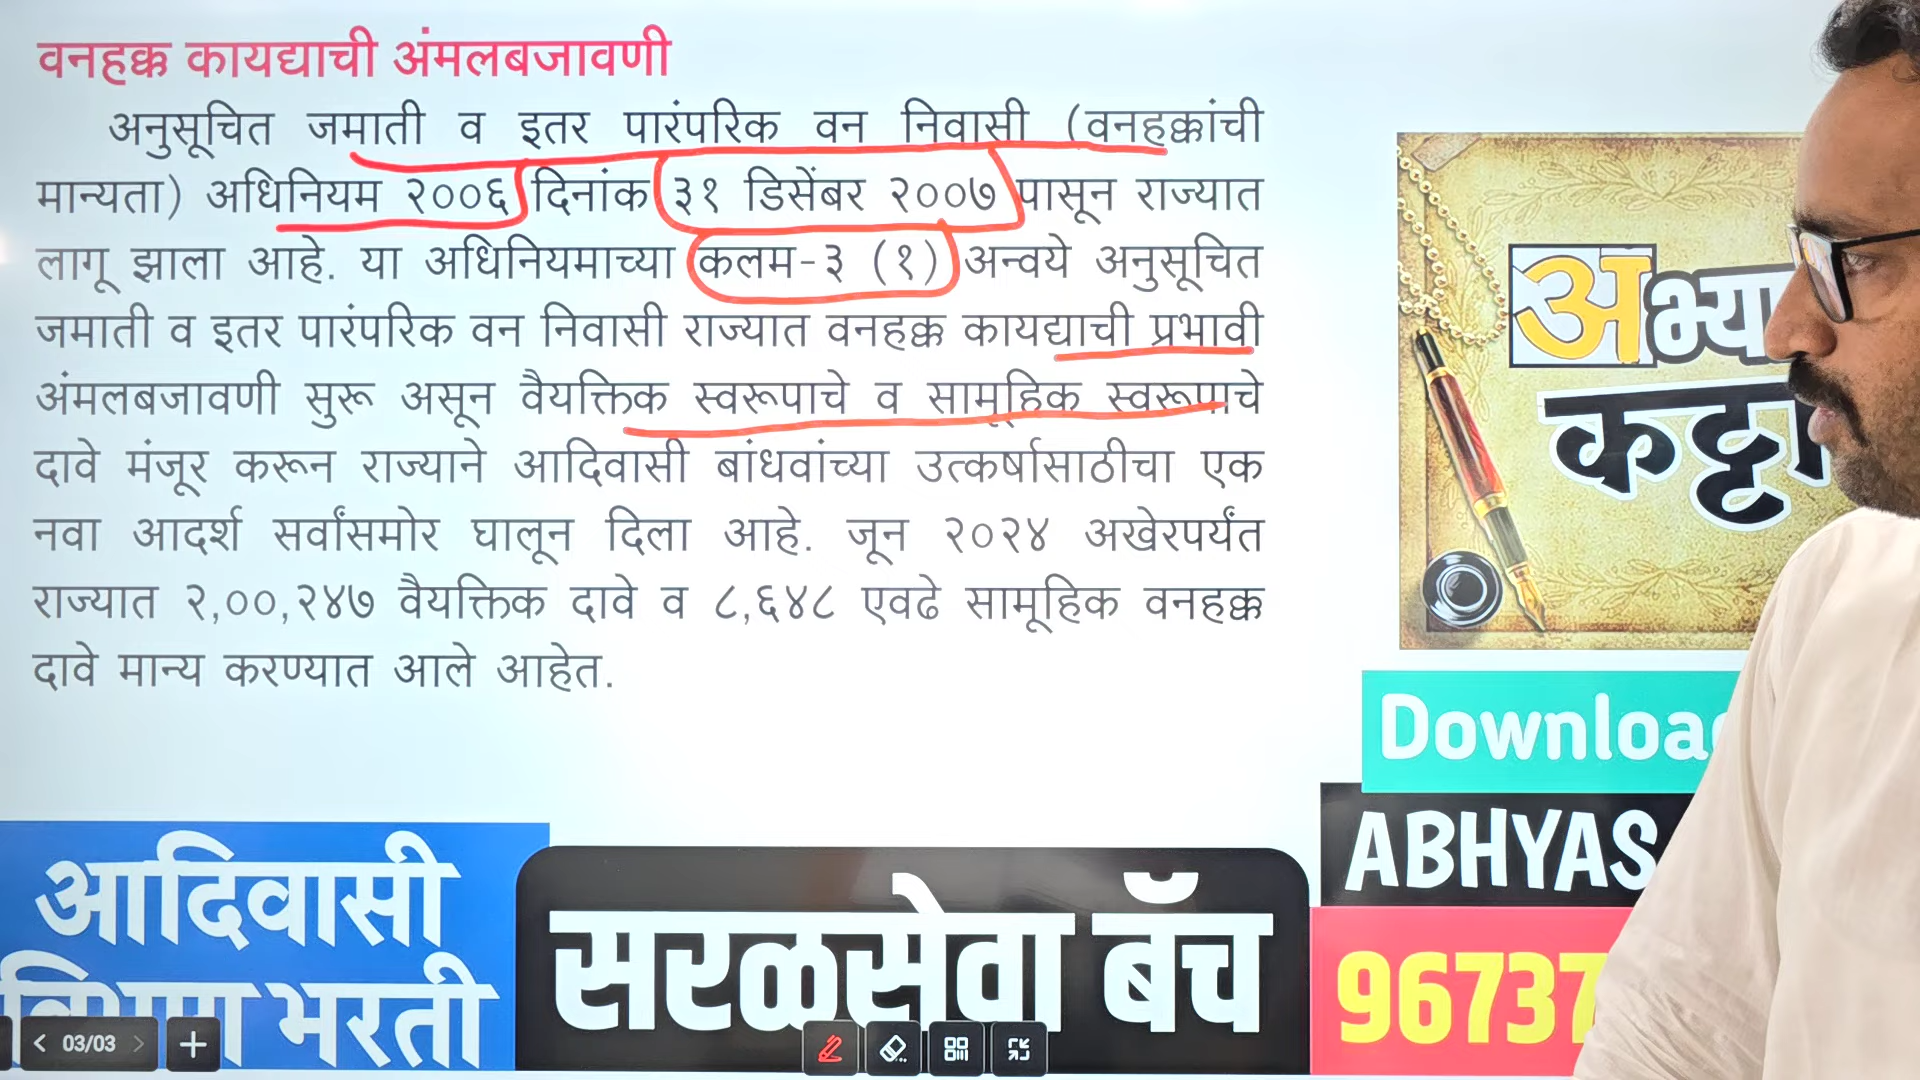 वनहक्क कायद्याची अंमलबजावणी
अनुसूचित जमाती व इतर पारंपरिक वन निवासी (वनहक्कांची
मान्यता) अधिनियम २००६ दिनांक ३१ डिसेंबर २००७ पासून राज्यात
लागू झाला आहे. या अधिनियमाच्या कलम-३ (१) अन्वये अनुसूचित
जमाती व इतर पारंपरिक वन निवासी राज्यात वनहक्क कायद्याची प्रभावी
अंमलबजावणी सुरू असून वैयक्तिक स्वरूपाचे व सामूहिक स्वरूपाचे
दावे मंजूर करून राज्याने आदिवासी बांधवांच्या उत्कर्षासाठीचा एक
नवा आदर्श सर्वांसमोर घालून दिला आहे. जून २०२४ अखेरपर्यंत
राज्यात २,००,२४७ वैयक्तिक दावे व ८,६४८ एवढे सामूहिक वनहक्क
दावे मान्य करण्यात आले आहेत.
कट्टा
ABHYAS
96737
आदिवासी
भरती
सरळसेवा बॅच
03/03